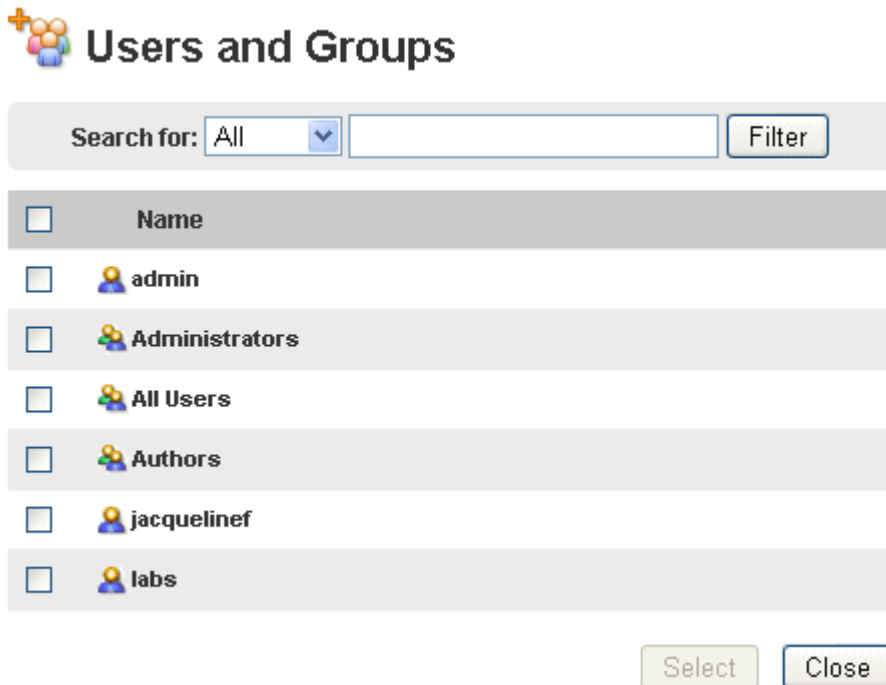 Users and Groups
Search for: All Filter
Name
admin
Administrators
All Users
Authors
jacquelinef
labs
Select Close